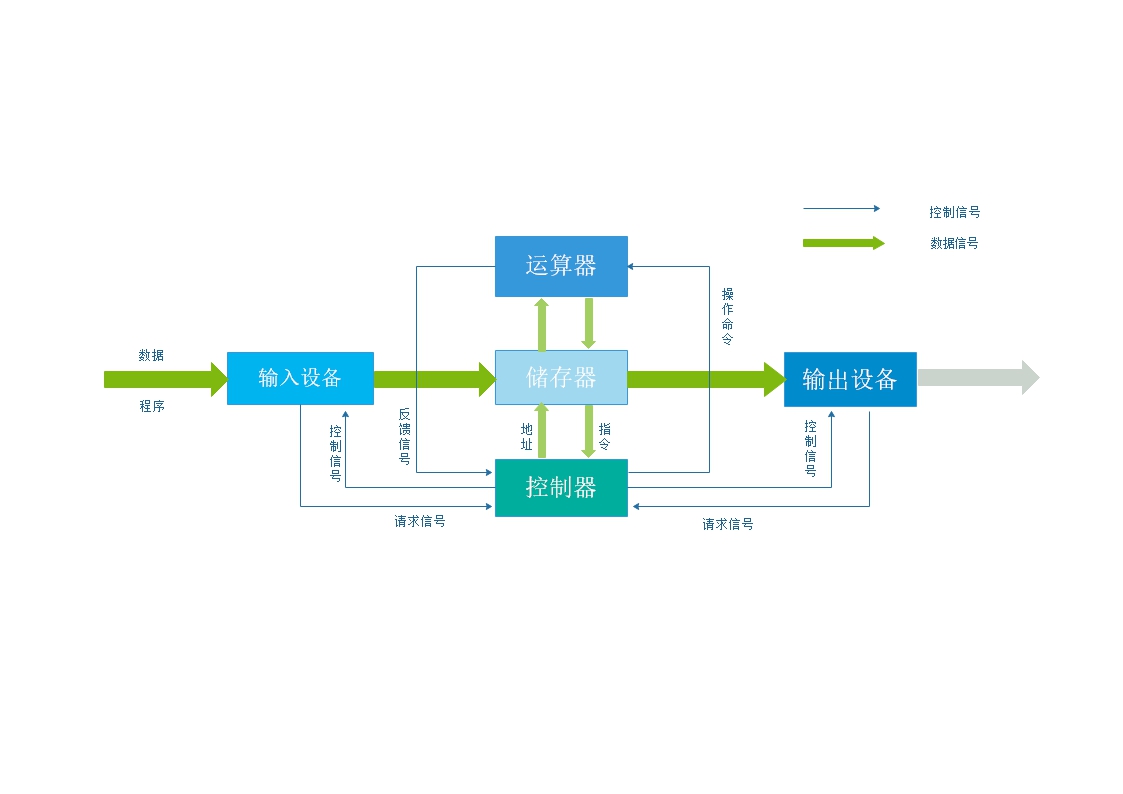 控制信号
数据信号
运算器
操作命令
数据
程序
输入设备
储存器
输出设备
反馈信号
控制信号
地址
指令
控制信号
控制器
请求信号
请求信号